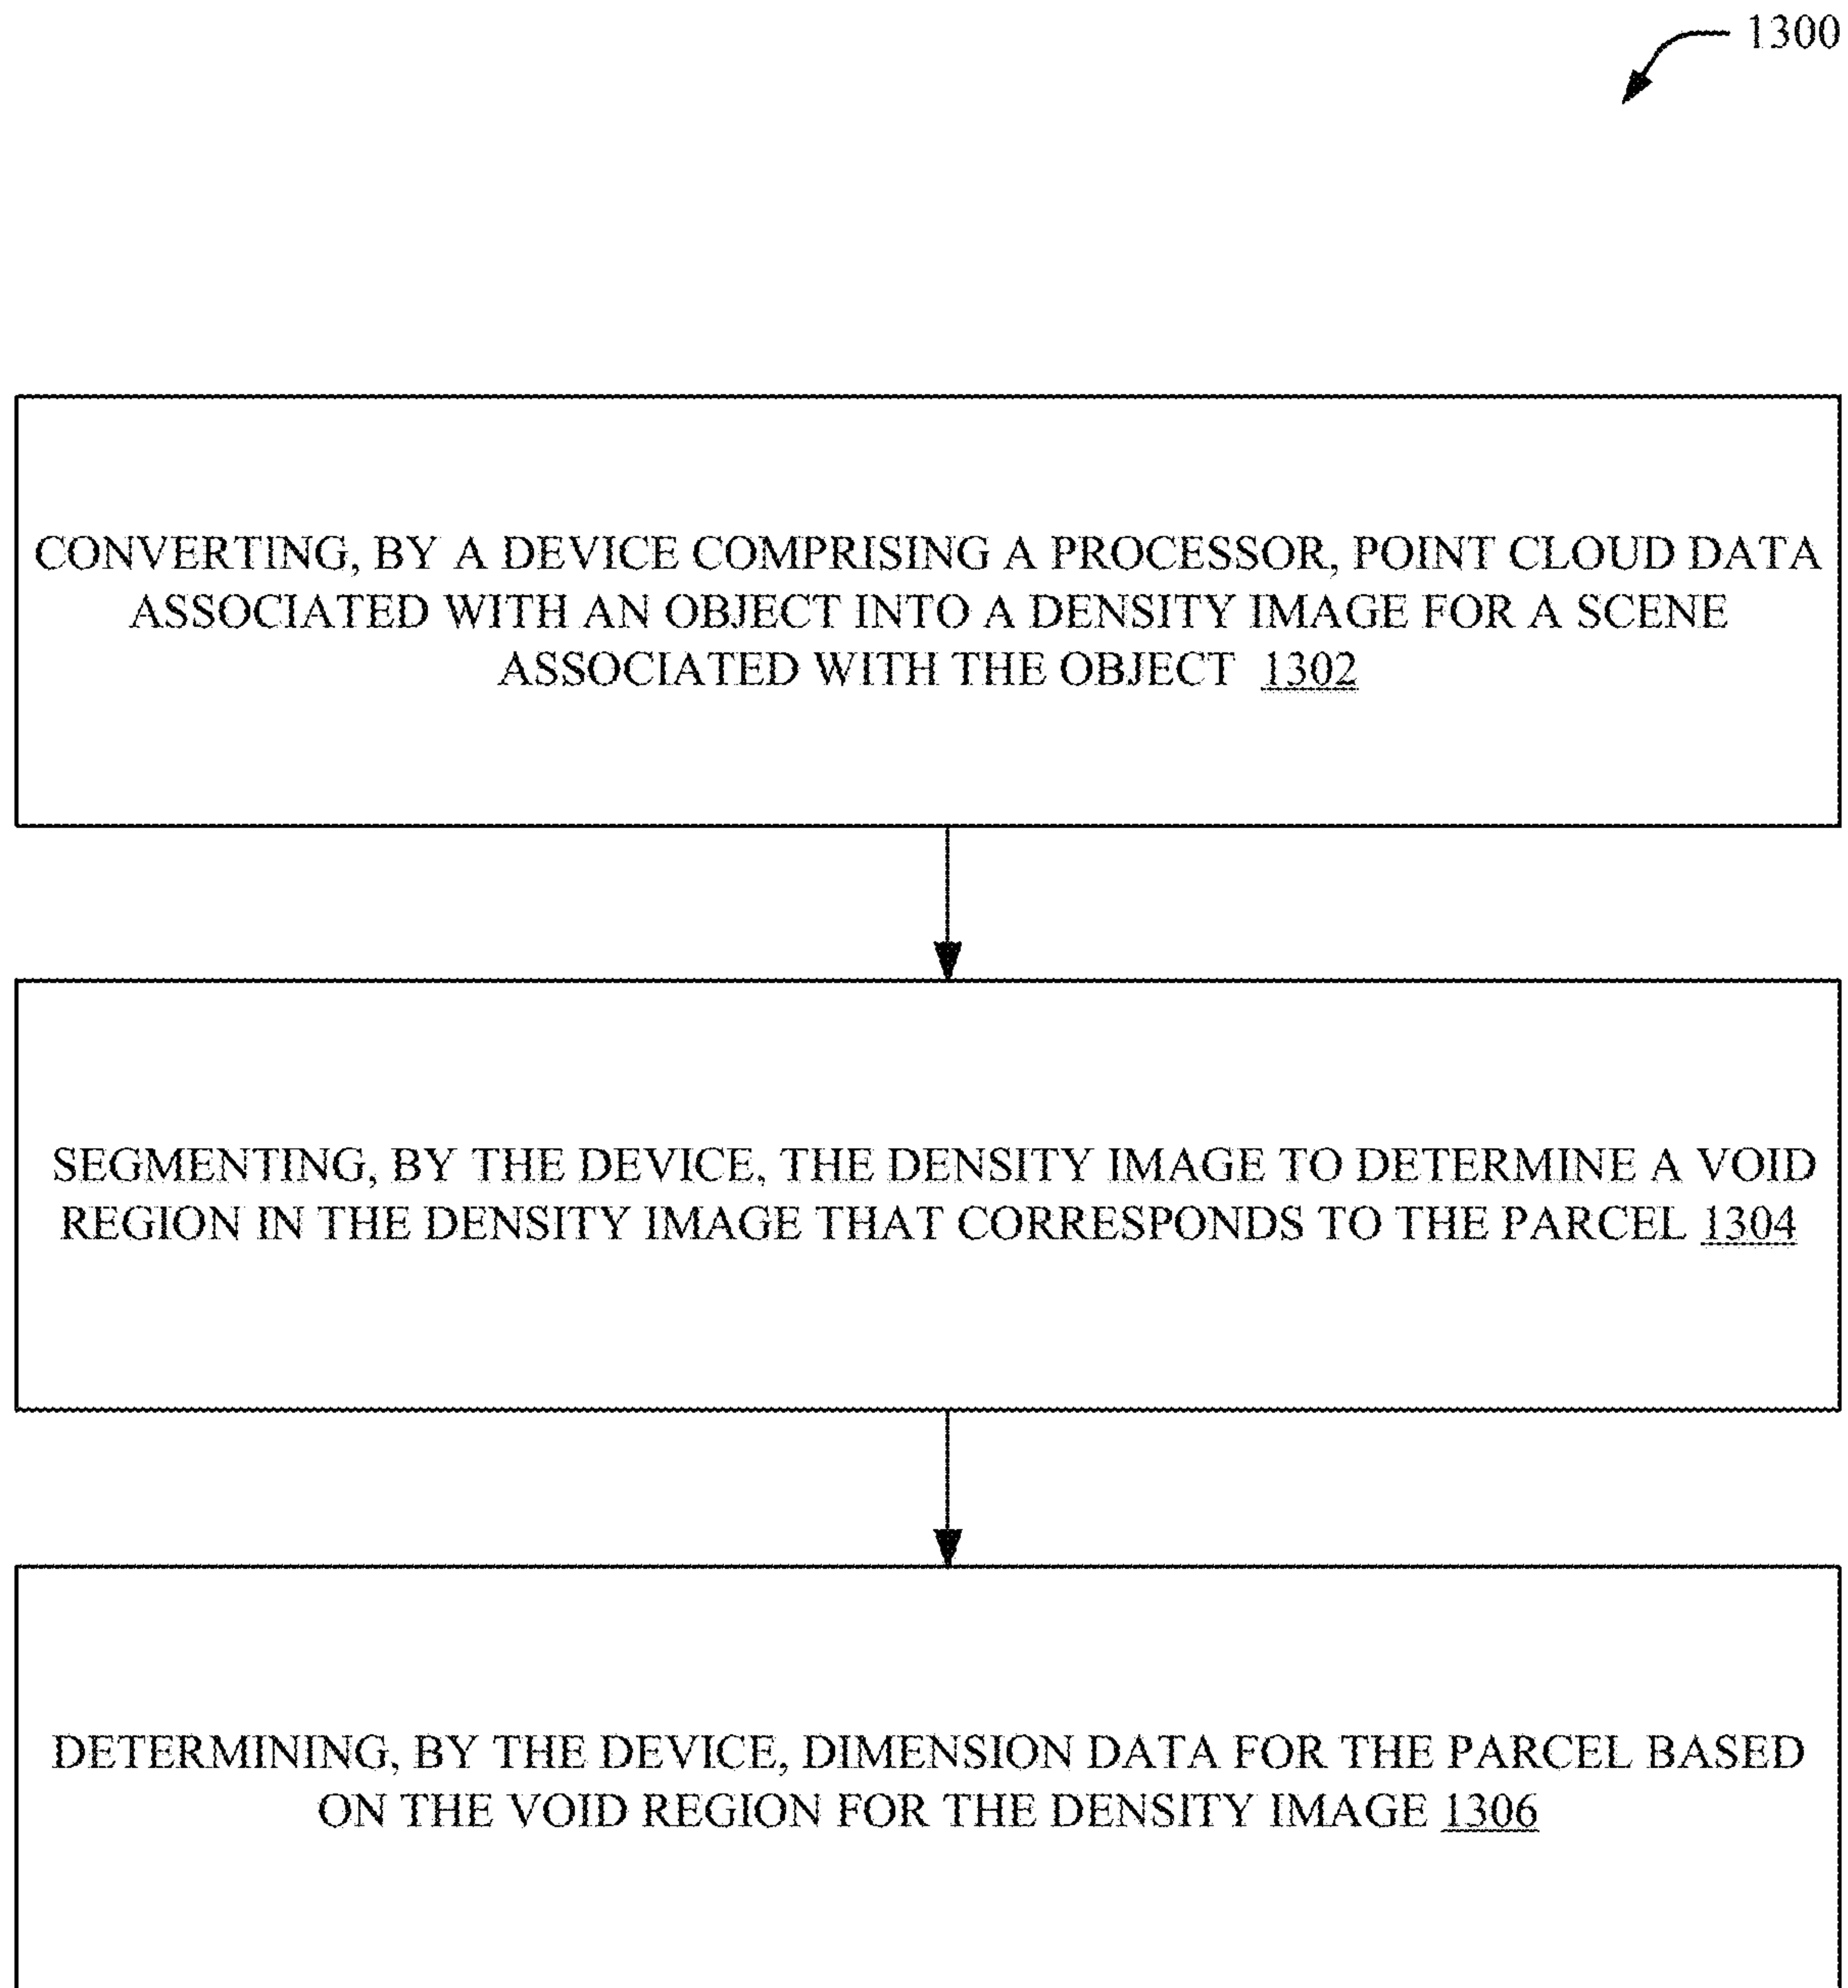 1300
CONVERTING, BY A DEVICE COMPRISING A PROCESSOR, POINT CLOUD DATA
ASSOCIATED WITH AN OBJECT INTO A DENSITY IMAGE FOR A SCENE
ASSOCIATED WITH THE OBJECT 1302
SEGMENTING, BY THE DEVICE, THE DENSITY IMAGE TO DETERMINE A VOID
REGION IN THE DENSITY IMAGE THAT CORRESPONDS TO THE PARCEL 1304
DETERMINING, BY THE DEVICE, DIMENSION DATA FOR THE PARCEL BASED
ON THE VOID REGION FOR THE DENSITY IMAGE 1306